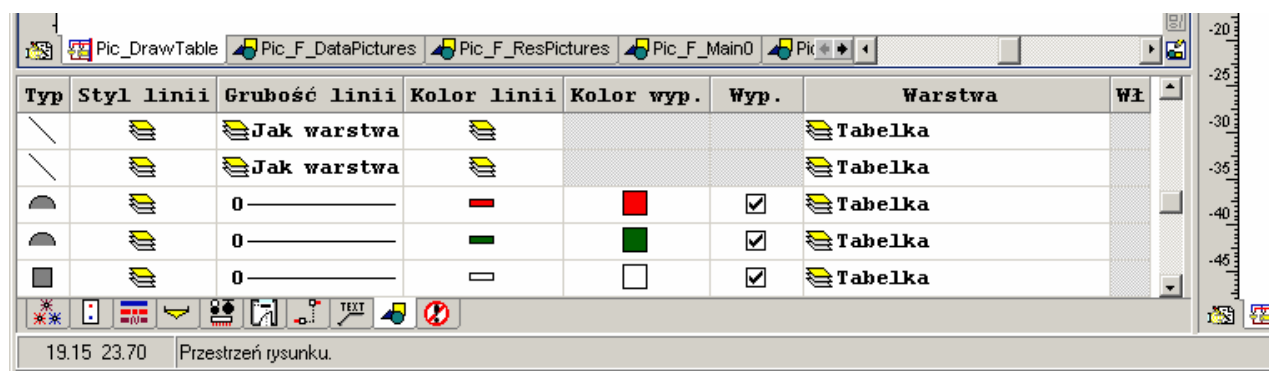 Pic_DrawTable Pic_F_DataPictures Pic_F_ResPictures Pic_F_Main0 Pic
Typ Styl linii Grubość linii Kolor linii Kolor wyp. Wyp. Warstwa Wł
Jak warstwa Tabelka
Jak warstwa Tabelka
0 Tabelka
0 Tabelka
0 Tabelka
TEXT
19.15 23.70 Przestrzeń rysunku.
-20
-25
-30
-35
-40
-45